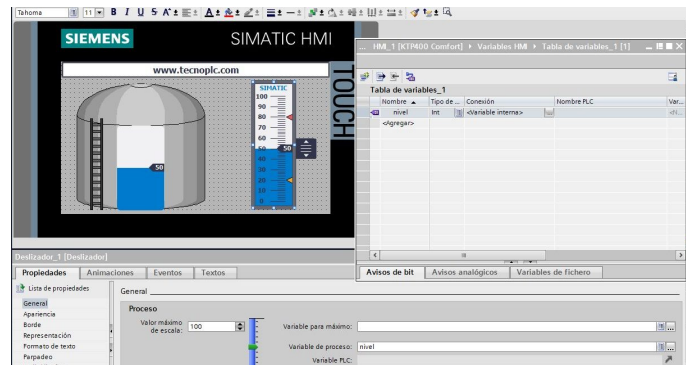 Tahoma 11 B I U S A
SIEMENS SIMATIC HMI
www.tecnoplc.com
TOUCH
SIMATIC
100
90
80
70
60
50 50
40
30
20
10
0
50
HMI_1 [KTP400 Comfort] Variables HMI Tabla de variables_1 [1]
Tabla de variables_1
Nombre Tipo de ... Conexión Nombre PLC Var...
nivel Int <Variable interna> ...
<Agregar>
Avisos de bit Avisos analógicos Variables de fichero
Deslizador_1 [Deslizador]
Propiedades Animaciones Eventos Textos
Lista de propiedades
General
Apariencia
Borde
Representación
Formato de texto
Parpadeo
General
Proceso
Valor máximo de escala: 100
Variable para máximo:
Variable de proceso: nivel
Variable PLC: